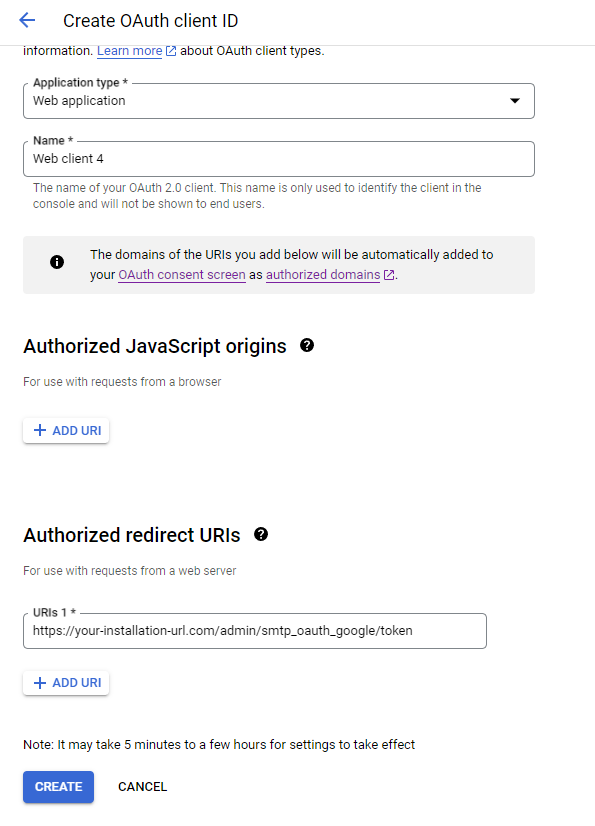 Create OAuth client ID
information. Learn more about OAuth client types.
Application type *
Web application
Name *
Web client 4
The name of your OAuth 2.0 client. This name is only used to identify the client in the
console and will not be shown to end users.
The domains of the URIs you add below will be automatically added to
your OAuth consent screen as authorized domains.
Authorized JavaScript origins
For use with requests from a browser
+ ADD URI
Authorized redirect URIs
For use with requests from a web server
URIs 1 *
https://your-installation-url.com/admin/smtp_oauth_google/token
+ ADD URI
Note: It may take 5 minutes to a few hours for settings to take effect
CREATE CANCEL